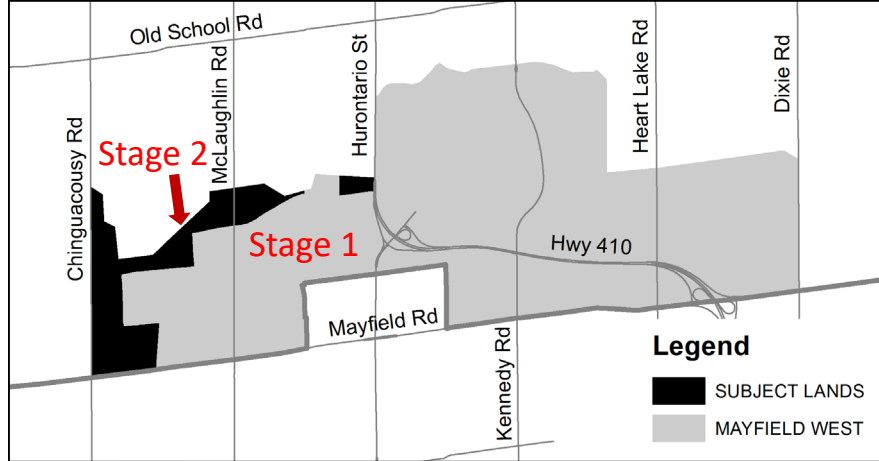 Old School Rd
McLaughlin Rd
Hurontario St
Heart Lake Rd
Dixie Rd
Chinguacousy Rd
Stage 2
Stage 1
Hwy 410
Mayfield Rd
Kennedy Rd
Legend
SUBJECT LANDS
MAYFIELD WEST